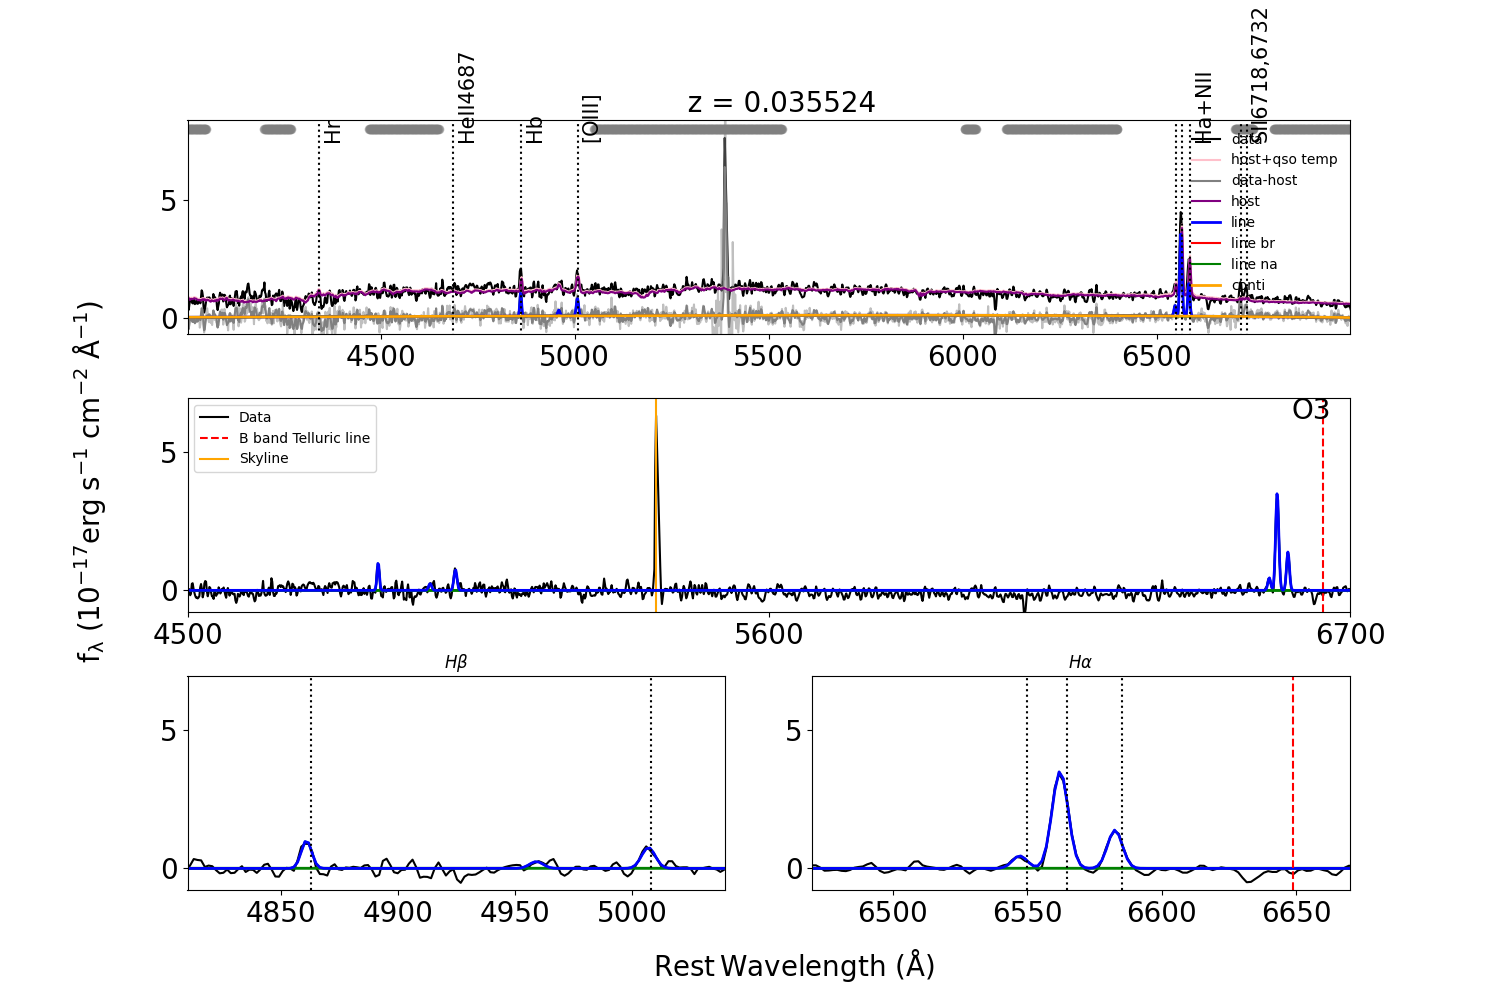 z = 0.035524
Hr
HeII4687
Hb
[OIII]
Ha+NII
SII6718,6732
data
host+qso temp
data-host
host
line
line br
line na
conti
5
0
4500
5000
5500
6000
6500
Data
B band Telluric line
Skyline
O3
5
0
4500
5600
6700
fλ (10⁻¹⁷erg s⁻¹ cm⁻² Å⁻¹)
Hβ
5
0
4850
4900
4950
5000
Hα
5
0
6500
6550
6600
6650
Rest Wavelength (Å)